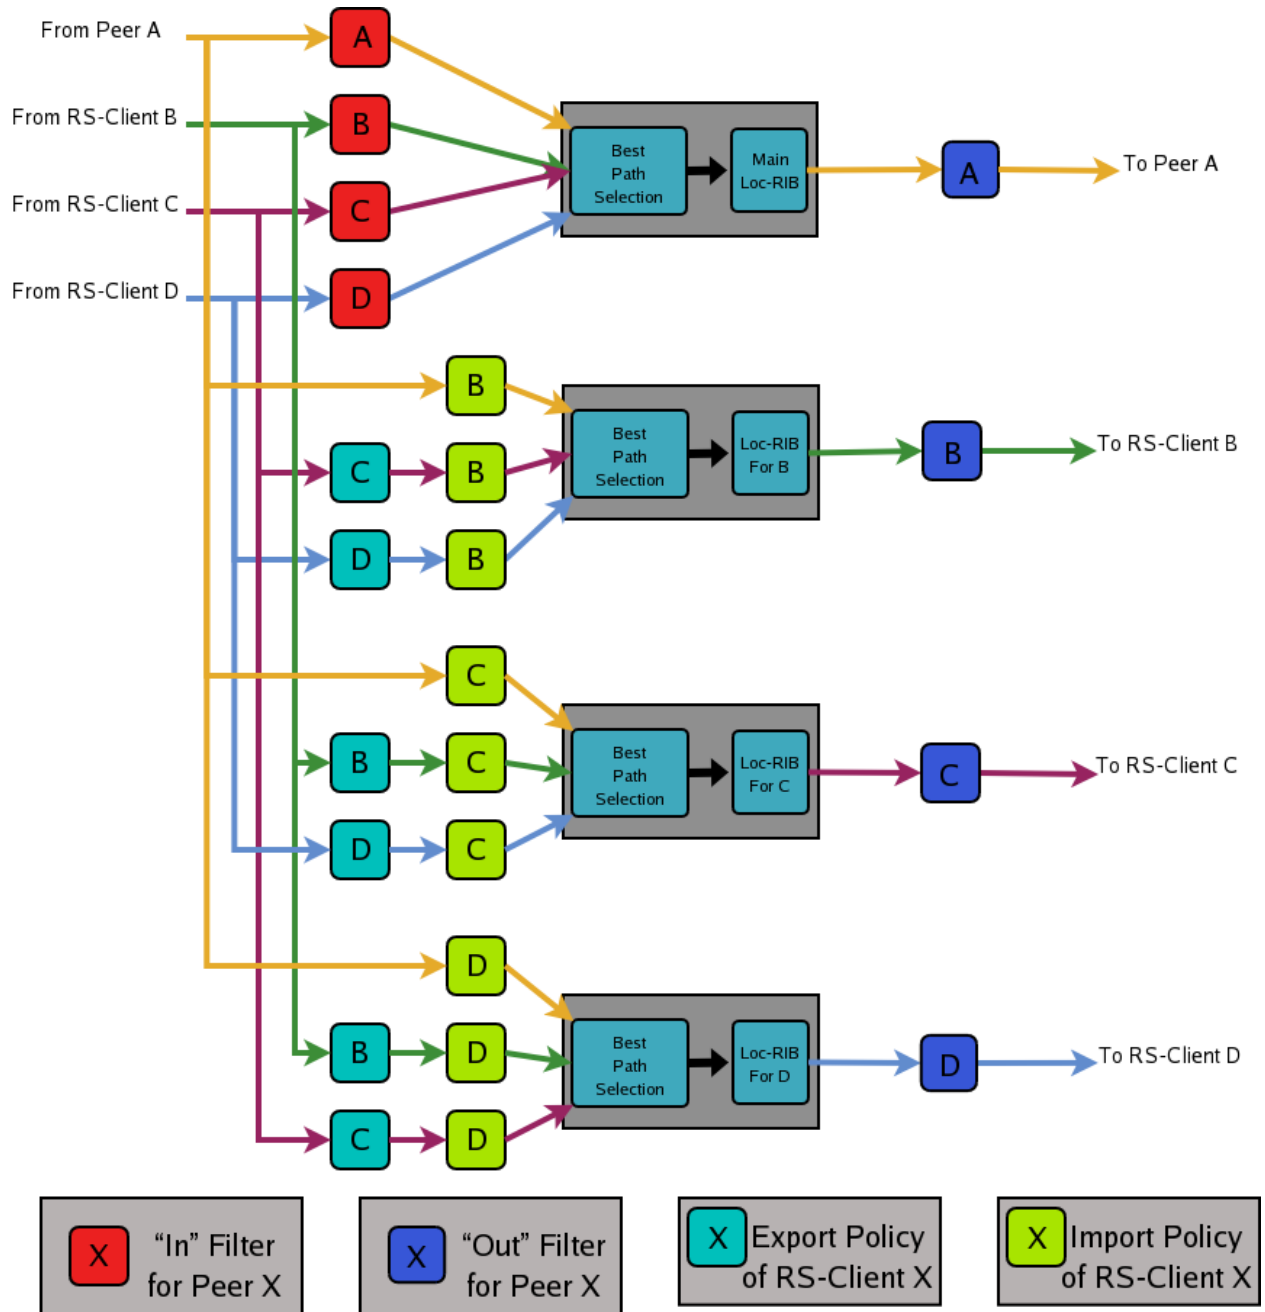 From Peer A
A
From RS-Client B
B
Best
Path
Selection
Main
Loc-RIB
A
To Peer A
From RS-Client C
C
From RS-Client D
D
B
C
B
Best
Path
Selection
Loc-RIB
For B
B
To RS-Client B
D
B
C
B
C
Best
Path
Selection
Loc-RIB
For C
C
To RS-Client C
D
C
D
B
D
Best
Path
Selection
Loc-RIB
For D
D
To RS-Client D
C
D
X
“In” Filter
for Peer X
X
“Out” Filter
for Peer X
X
Export Policy
of RS-Client X
X
Import Policy
of RS-Client X